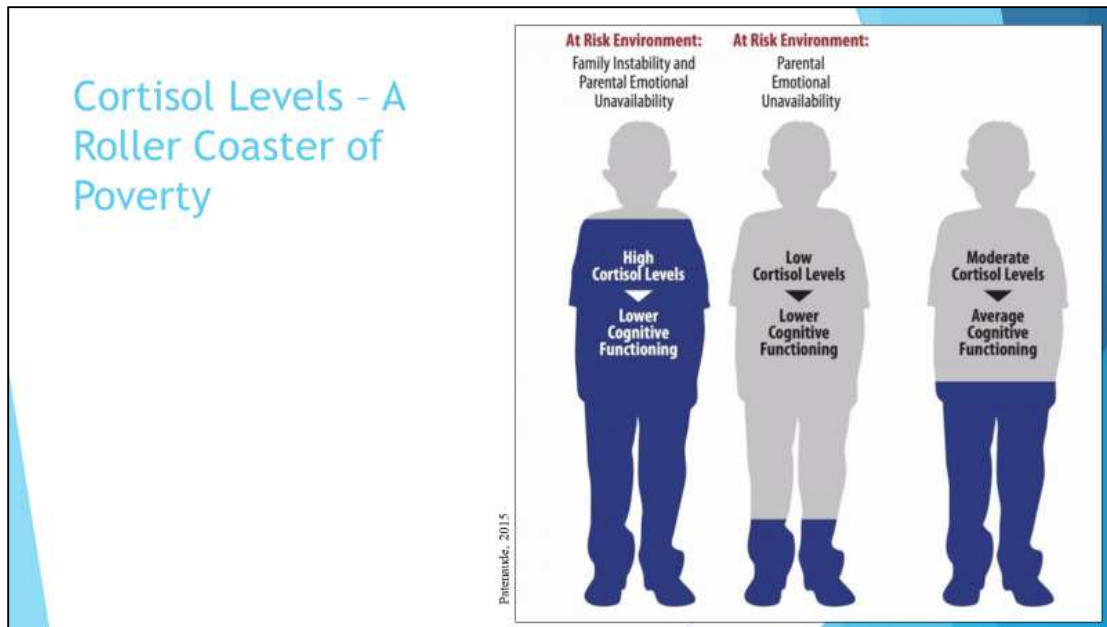 Cortisol Levels – A
Roller Coaster of
Poverty
At Risk Environment:
Family Instability and
Parental Emotional
Unavailability
High
Cortisol Levels
Lower
Cognitive
Functioning
At Risk Environment:
Parental
Emotional
Unavailability
Low
Cortisol Levels
Lower
Cognitive
Functioning
Moderate
Cortisol Levels
Average
Cognitive
Functioning
Patenaude, 2015